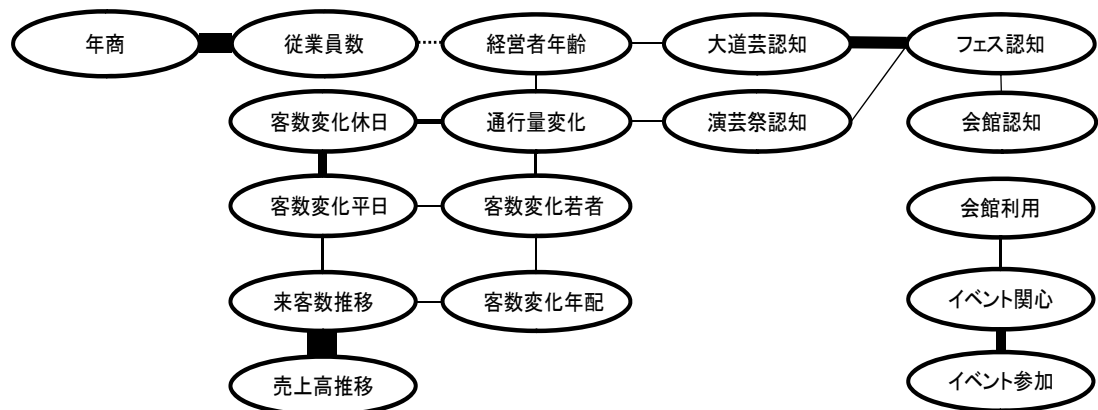 年商
従業員数
経営者年齢
大道芸認知
フェス認知
客数変化休日
通行量変化
演芸祭認知
会館認知
客数変化平日
客数変化若者
会館利用
来客数推移
客数変化年配
イベント関心
売上高推移
イベント参加